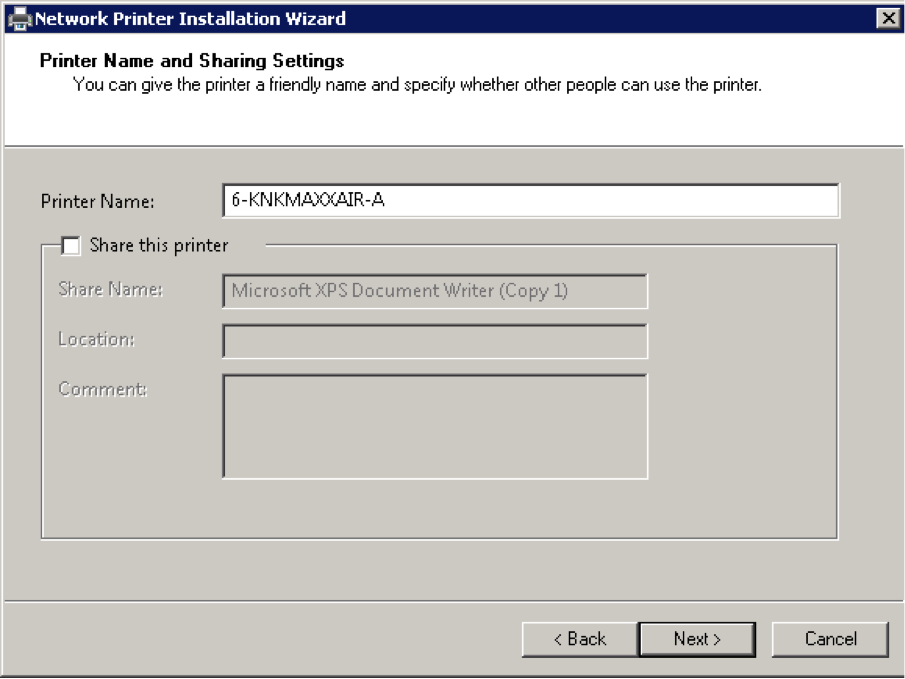 Network Printer Installation Wizard
Printer Name and Sharing Settings
You can give the printer a friendly name and specify whether other people can use the printer.
Printer Name:
6-KNKMAXXAIR-A
Share this printer
Share Name:
Microsoft XPS Document Writer (Copy 1)
Location:
Comment:
< Back
Next >
Cancel